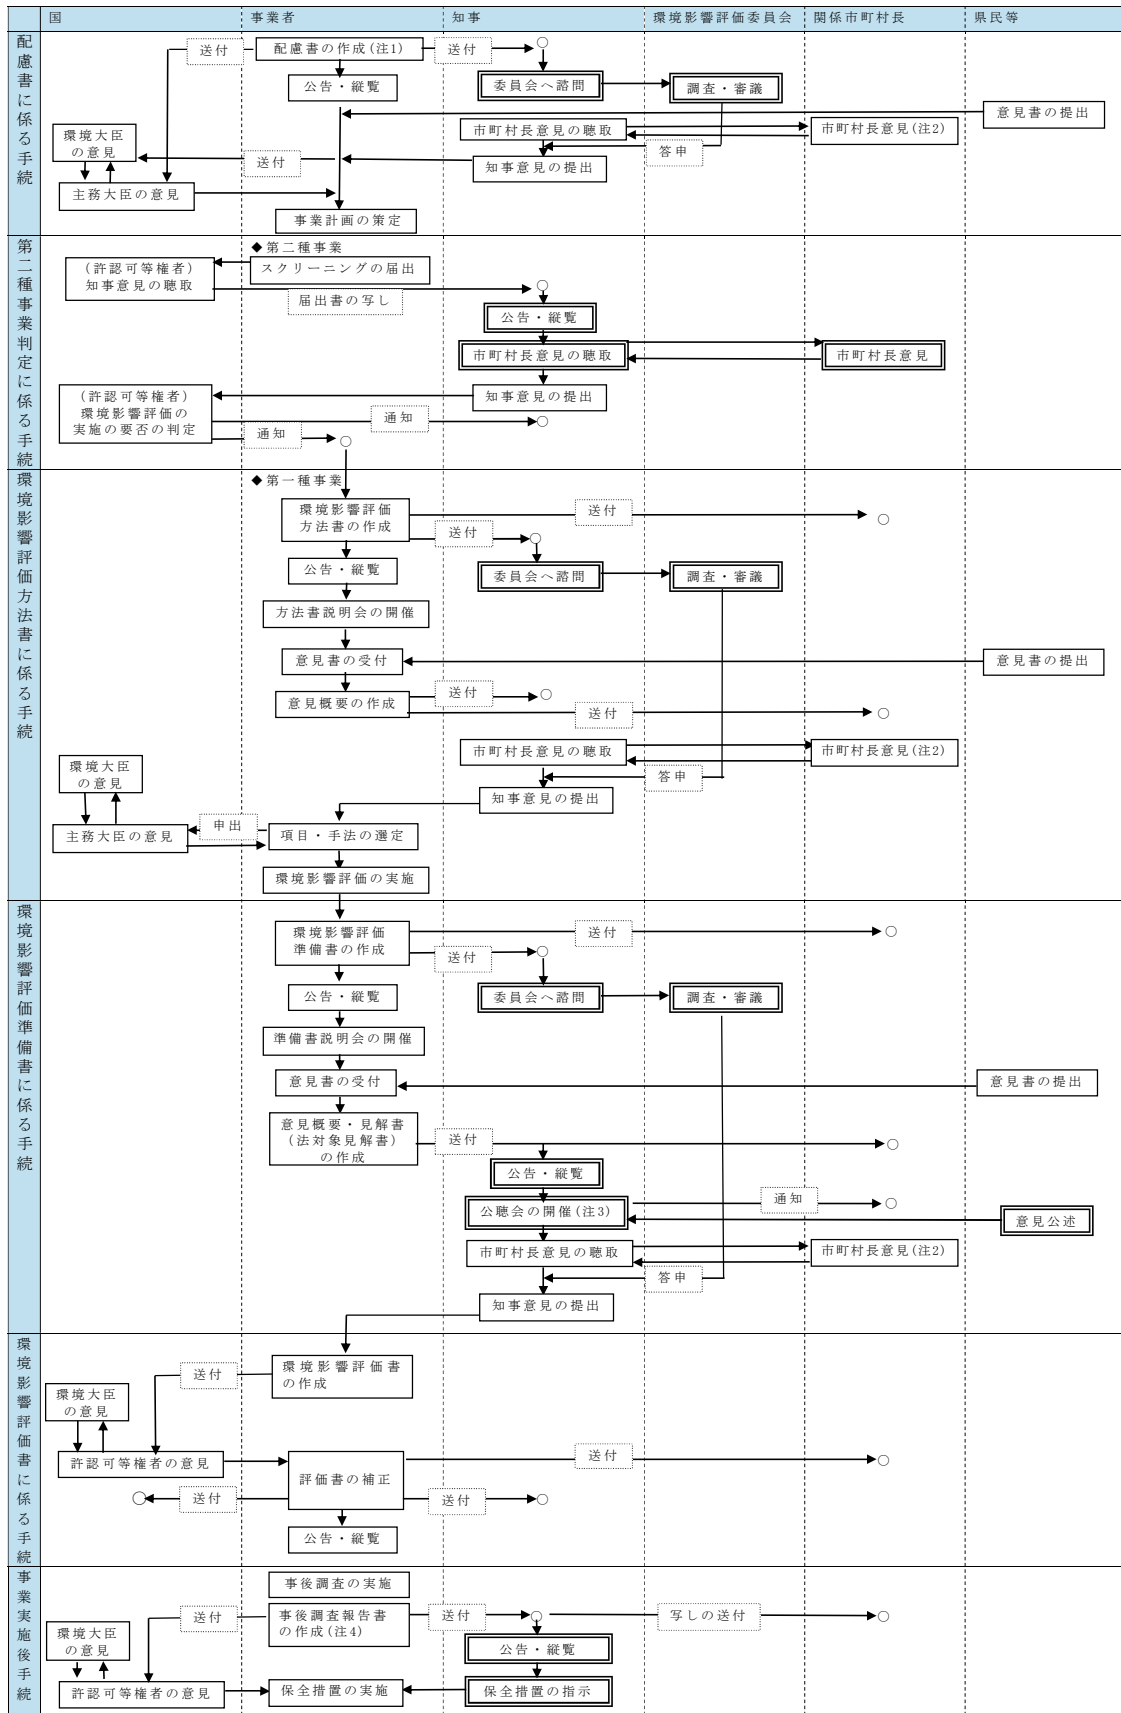 国
事業者
知事
環境影響評価委員会
関係市町村長
県民等
配慮書に係る手続
送付
配慮書の作成(注1)
送付
○
公告・縦覧
委員会へ諮問
調査・審議
意見書の提出
市町村長意見の聴取
市町村長意見(注2)
環境大臣
の意見
送付
答申
知事意見の提出
主務大臣の意見
事業計画の策定
第二種事業判定に係る手続
◆第二種事業
スクリーニングの届出
(許認可等権者)
知事意見の聴取
届出書の写し
○
公告・縦覧
市町村長意見の聴取
市町村長意見
知事意見の提出
(許認可等権者)
環境影響評価の
実施の要否の判定
通知
○
通知
○
環境影響評価方法書に係る手続
◆第一種事業
環境影響評価
方法書の作成
送付
○
送付
○
公告・縦覧
委員会へ諮問
調査・審議
方法書説明会の開催
意見書の受付
意見書の提出
意見概要の作成
送付
○
送付
○
市町村長意見の聴取
市町村長意見(注2)
環境大臣
の意見
答申
知事意見の提出
申出
主務大臣の意見
項目・手法の選定
環境影響評価の実施
環境影響評価準備書に係る手続
環境影響評価
準備書の作成
送付
○
送付
○
公告・縦覧
委員会へ諮問
調査・審議
準備書説明会の開催
意見書の受付
意見書の提出
意見概要・見解書
(法対象見解書)
の作成
送付
○
公告・縦覧
公聴会の開催(注3)
通知
○
意見公述
市町村長意見の聴取
市町村長意見(注2)
答申
知事意見の提出
環境影響評価書に係る手続
環境影響評価書
の作成
送付
環境大臣
の意見
許認可等権者の意見
評価書の補正
送付
○
○
送付
送付
○
公告・縦覧
事業実施後手続
事後調査の実施
送付
事後調査報告書
の作成(注4)
送付
○
写しの送付
○
環境大臣
の意見
公告・縦覧
許認可等権者の意見
保全措置の実施
保全措置の指示